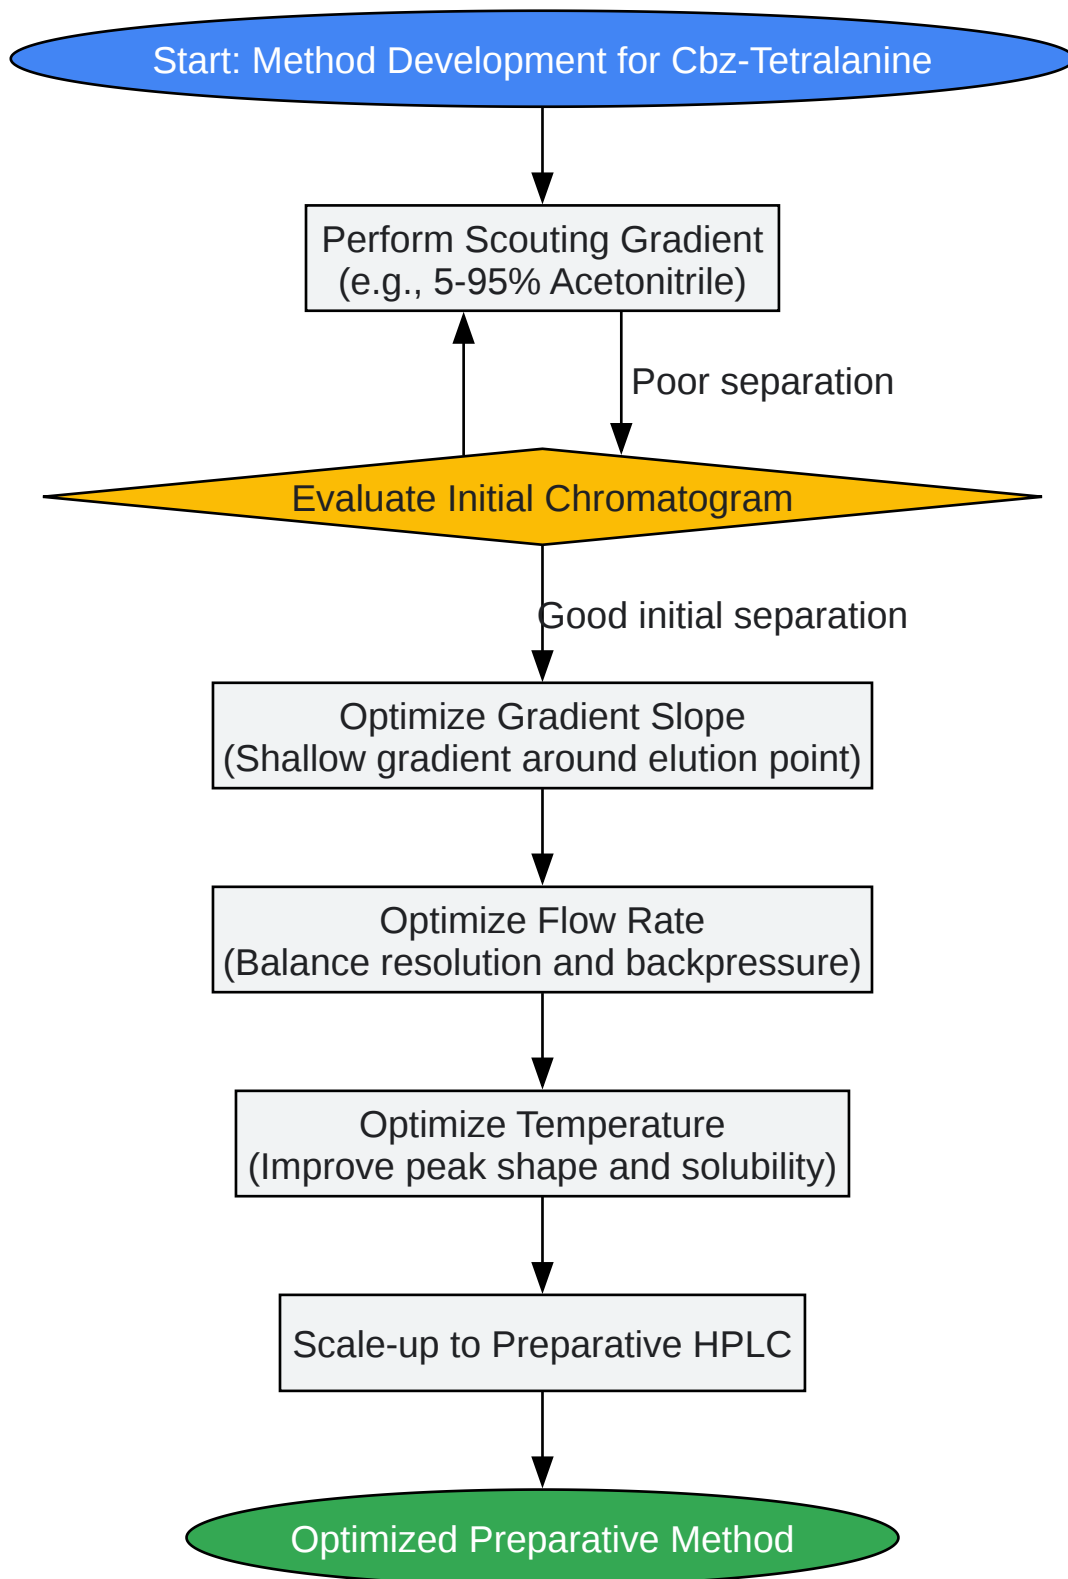 Start: Method Development for Cbz-Tetralanine
Perform Scouting Gradient
(e.g., 5-95% Acetonitrile)
Poor separation
Evaluate Initial Chromatogram
Good initial separation
Optimize Gradient Slope
(Shallow gradient around elution point)
Optimize Flow Rate
(Balance resolution and backpressure)
Optimize Temperature
(Improve peak shape and solubility)
Scale-up to Preparative HPLC
Optimized Preparative Method